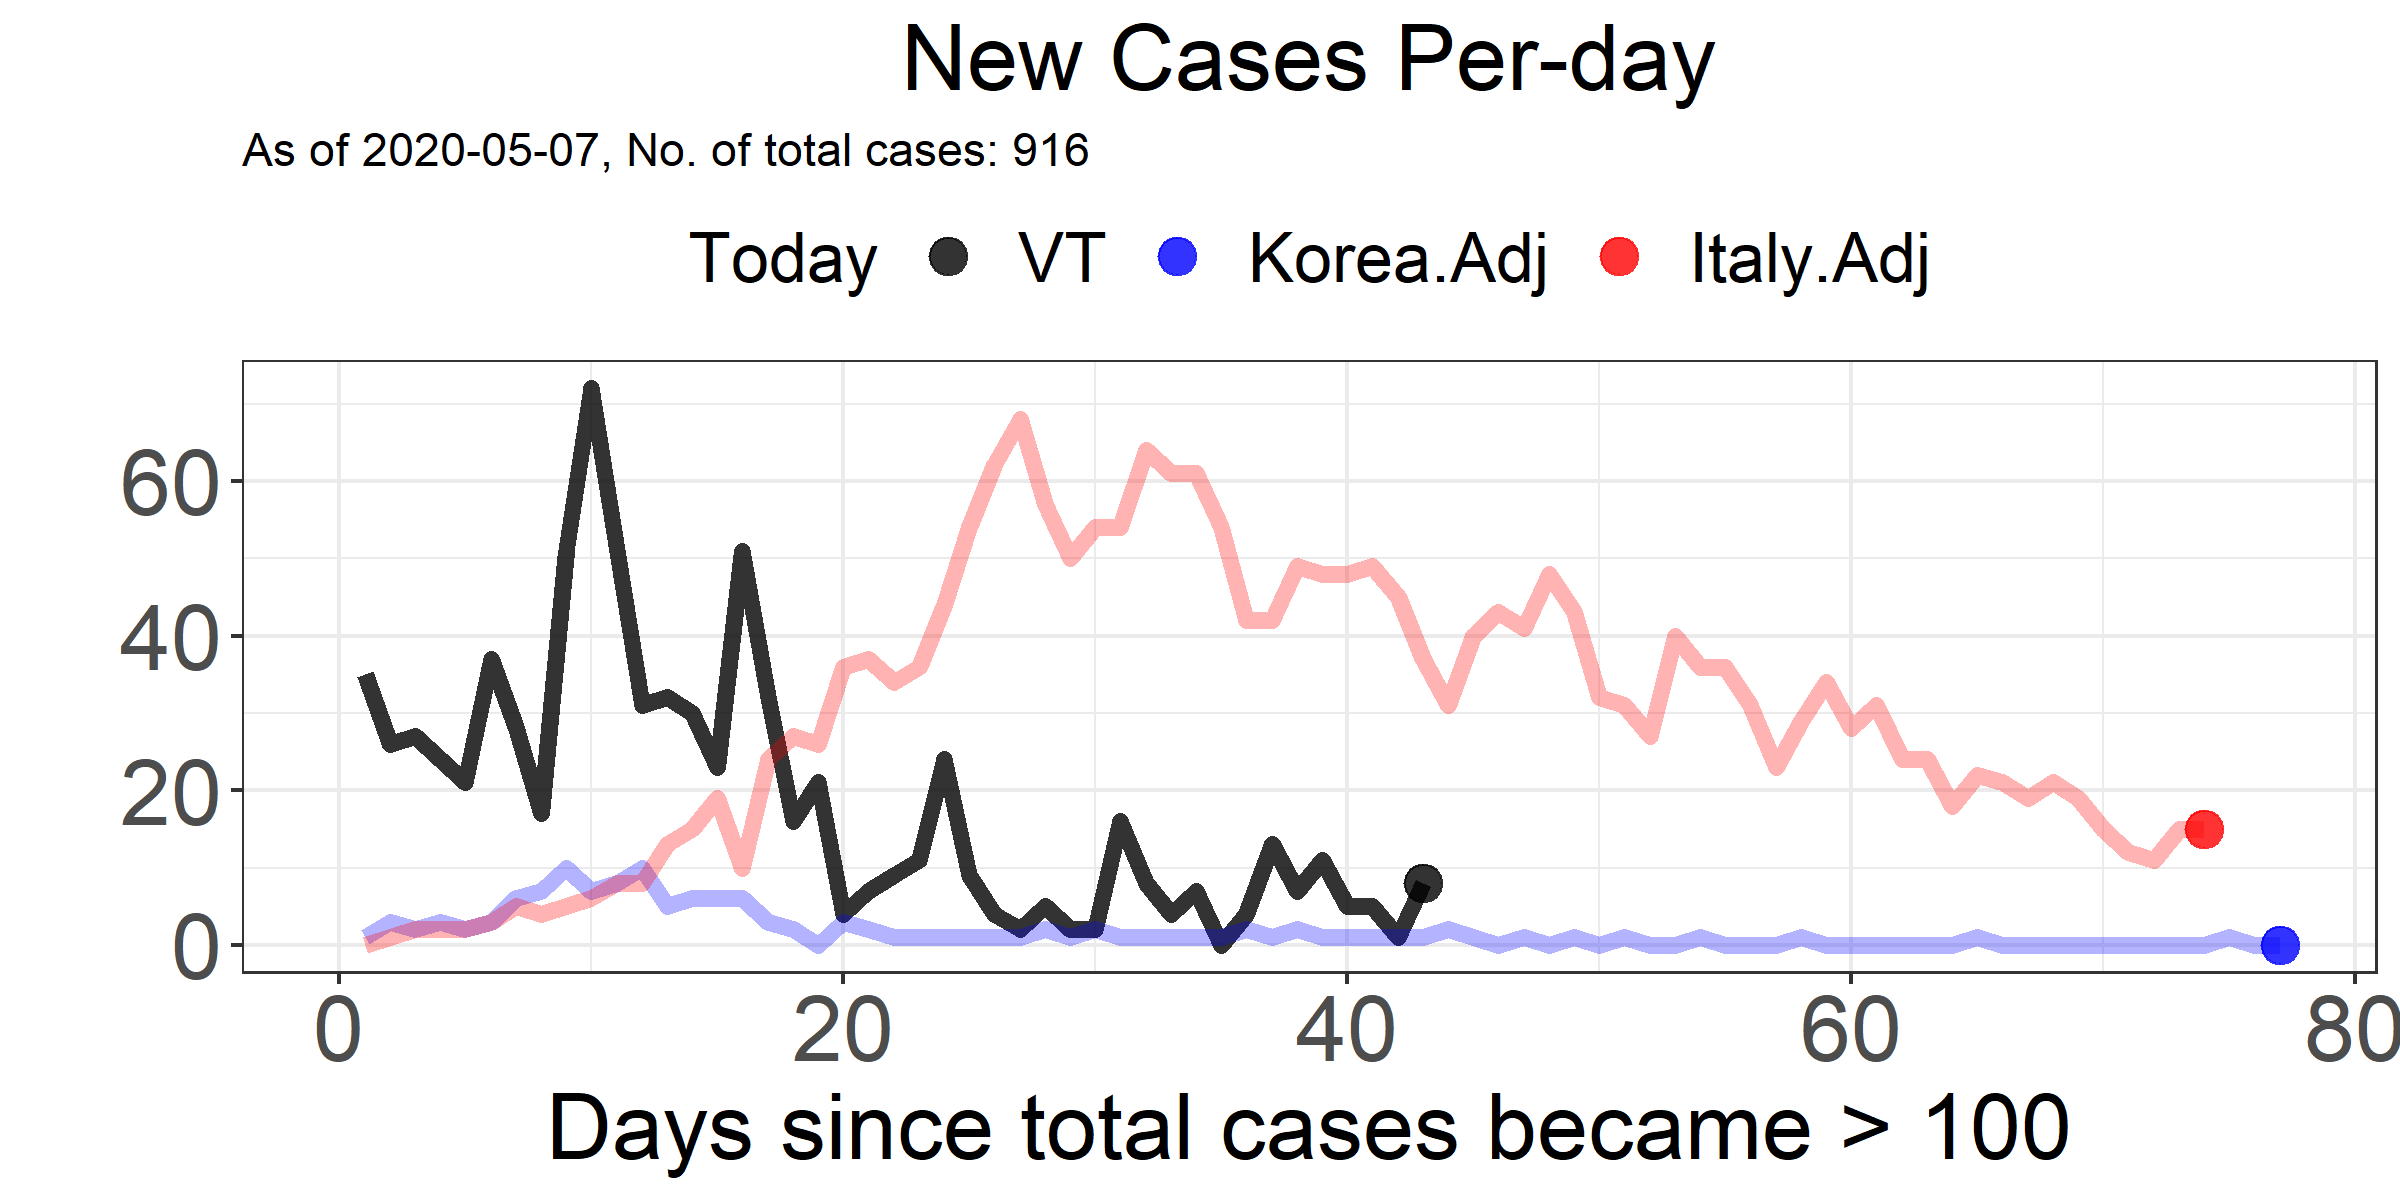 New Cases Per-day
As of 2020-05-07, No. of total cases: 916
Today VT Korea.Adj Italy.Adj
60
40
20
0
0 20 40 60 80
Days since total cases became > 100